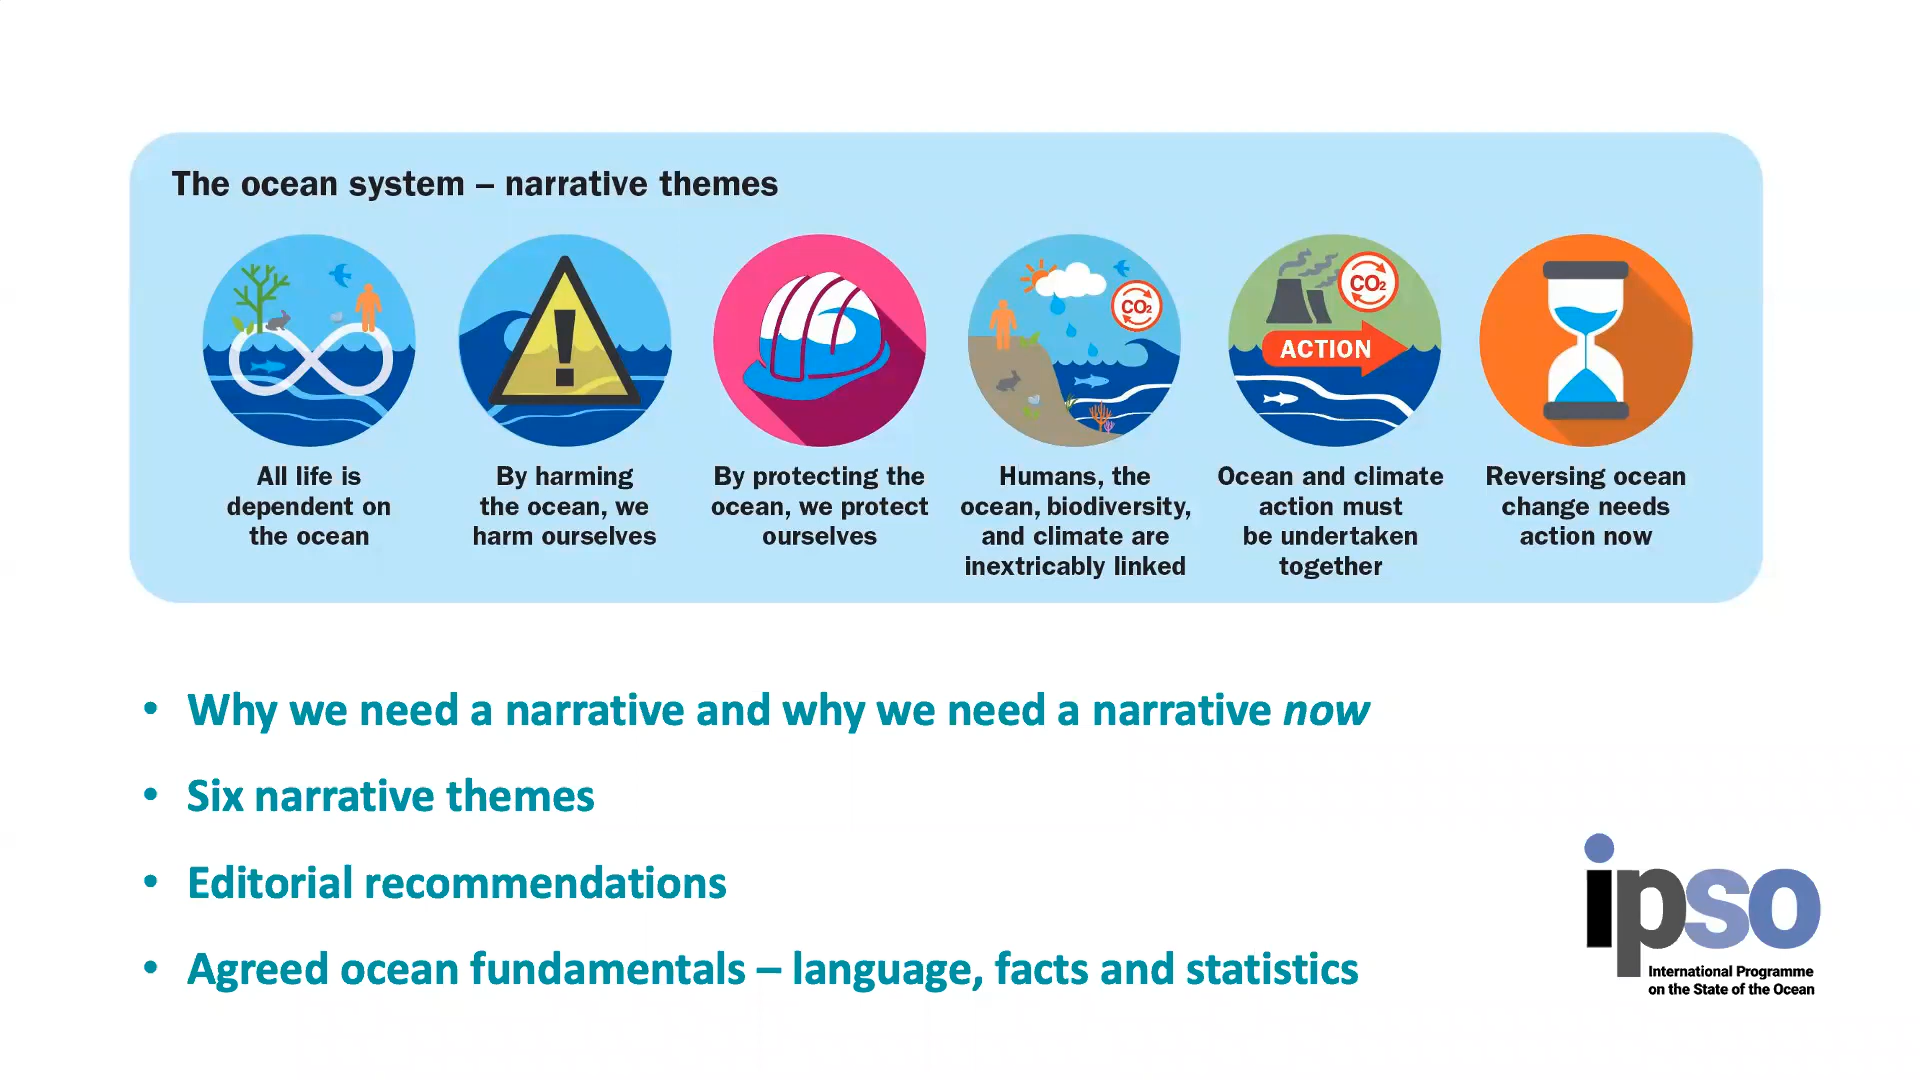 The ocean system – narrative themes
CO₂
CO₂
ACTION
All life is
dependent on
the ocean
By harming
the ocean, we
harm ourselves
By protecting the
ocean, we protect
ourselves
Humans, the
ocean, biodiversity,
and climate are
inextricably linked
Ocean and climate
action must
be undertaken
together
Reversing ocean
change needs
action now
• Why we need a narrative and why we need a narrative now
• Six narrative themes
• Editorial recommendations
• Agreed ocean fundamentals – language, facts and statistics
ipso
International Programme
on the State of the Ocean